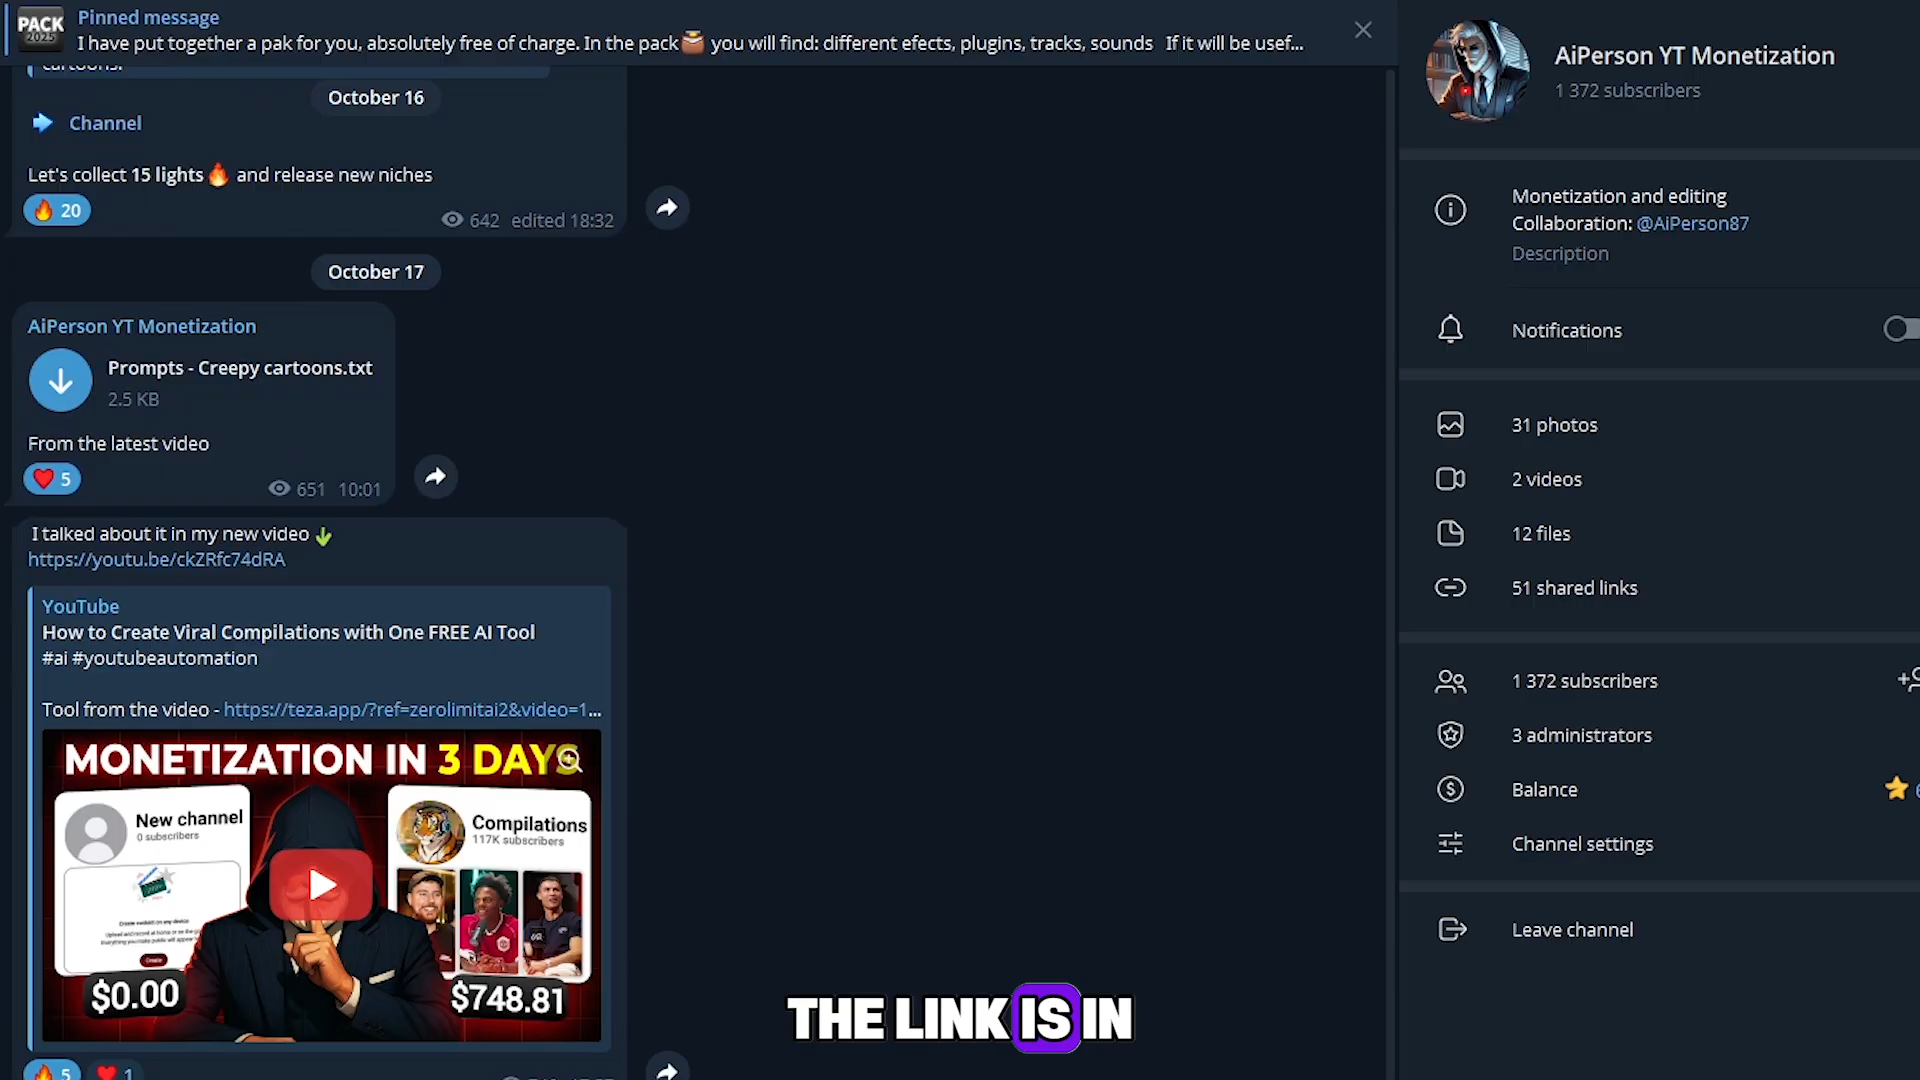 PACK
2025
Pinned message
I have put together a pak for you, absolutely free of charge. In the pack you will find: different efects, plugins, tracks, sounds If it will be usef...
cartoons.
October 16
Channel
Let's collect 15 lights and release new niches
20
642 edited 18:32
October 17
AiPerson YT Monetization
Prompts - Creepy cartoons.txt
2.5 KB
From the latest video
5
651 10:01
I talked about it in my new video
https://youtu.be/ckZRfc74dRA
YouTube
How to Create Viral Compilations with One FREE AI Tool
#ai #youtubeautomation
Tool from the video - https://teza.app/?ref=zerolimitai2&video=1...
MONETIZATION IN 3 DAYS
New channel
0 subscribers
Compilations
117K subscribers
Create
$0.00
$748.81
5
1
THE LINK IS IN
AiPerson YT Monetization
1 372 subscribers
Monetization and editing
Collaboration: @AiPerson87
Description
Notifications
31 photos
2 videos
12 files
51 shared links
1 372 subscribers
3 administrators
Balance
Channel settings
Leave channel